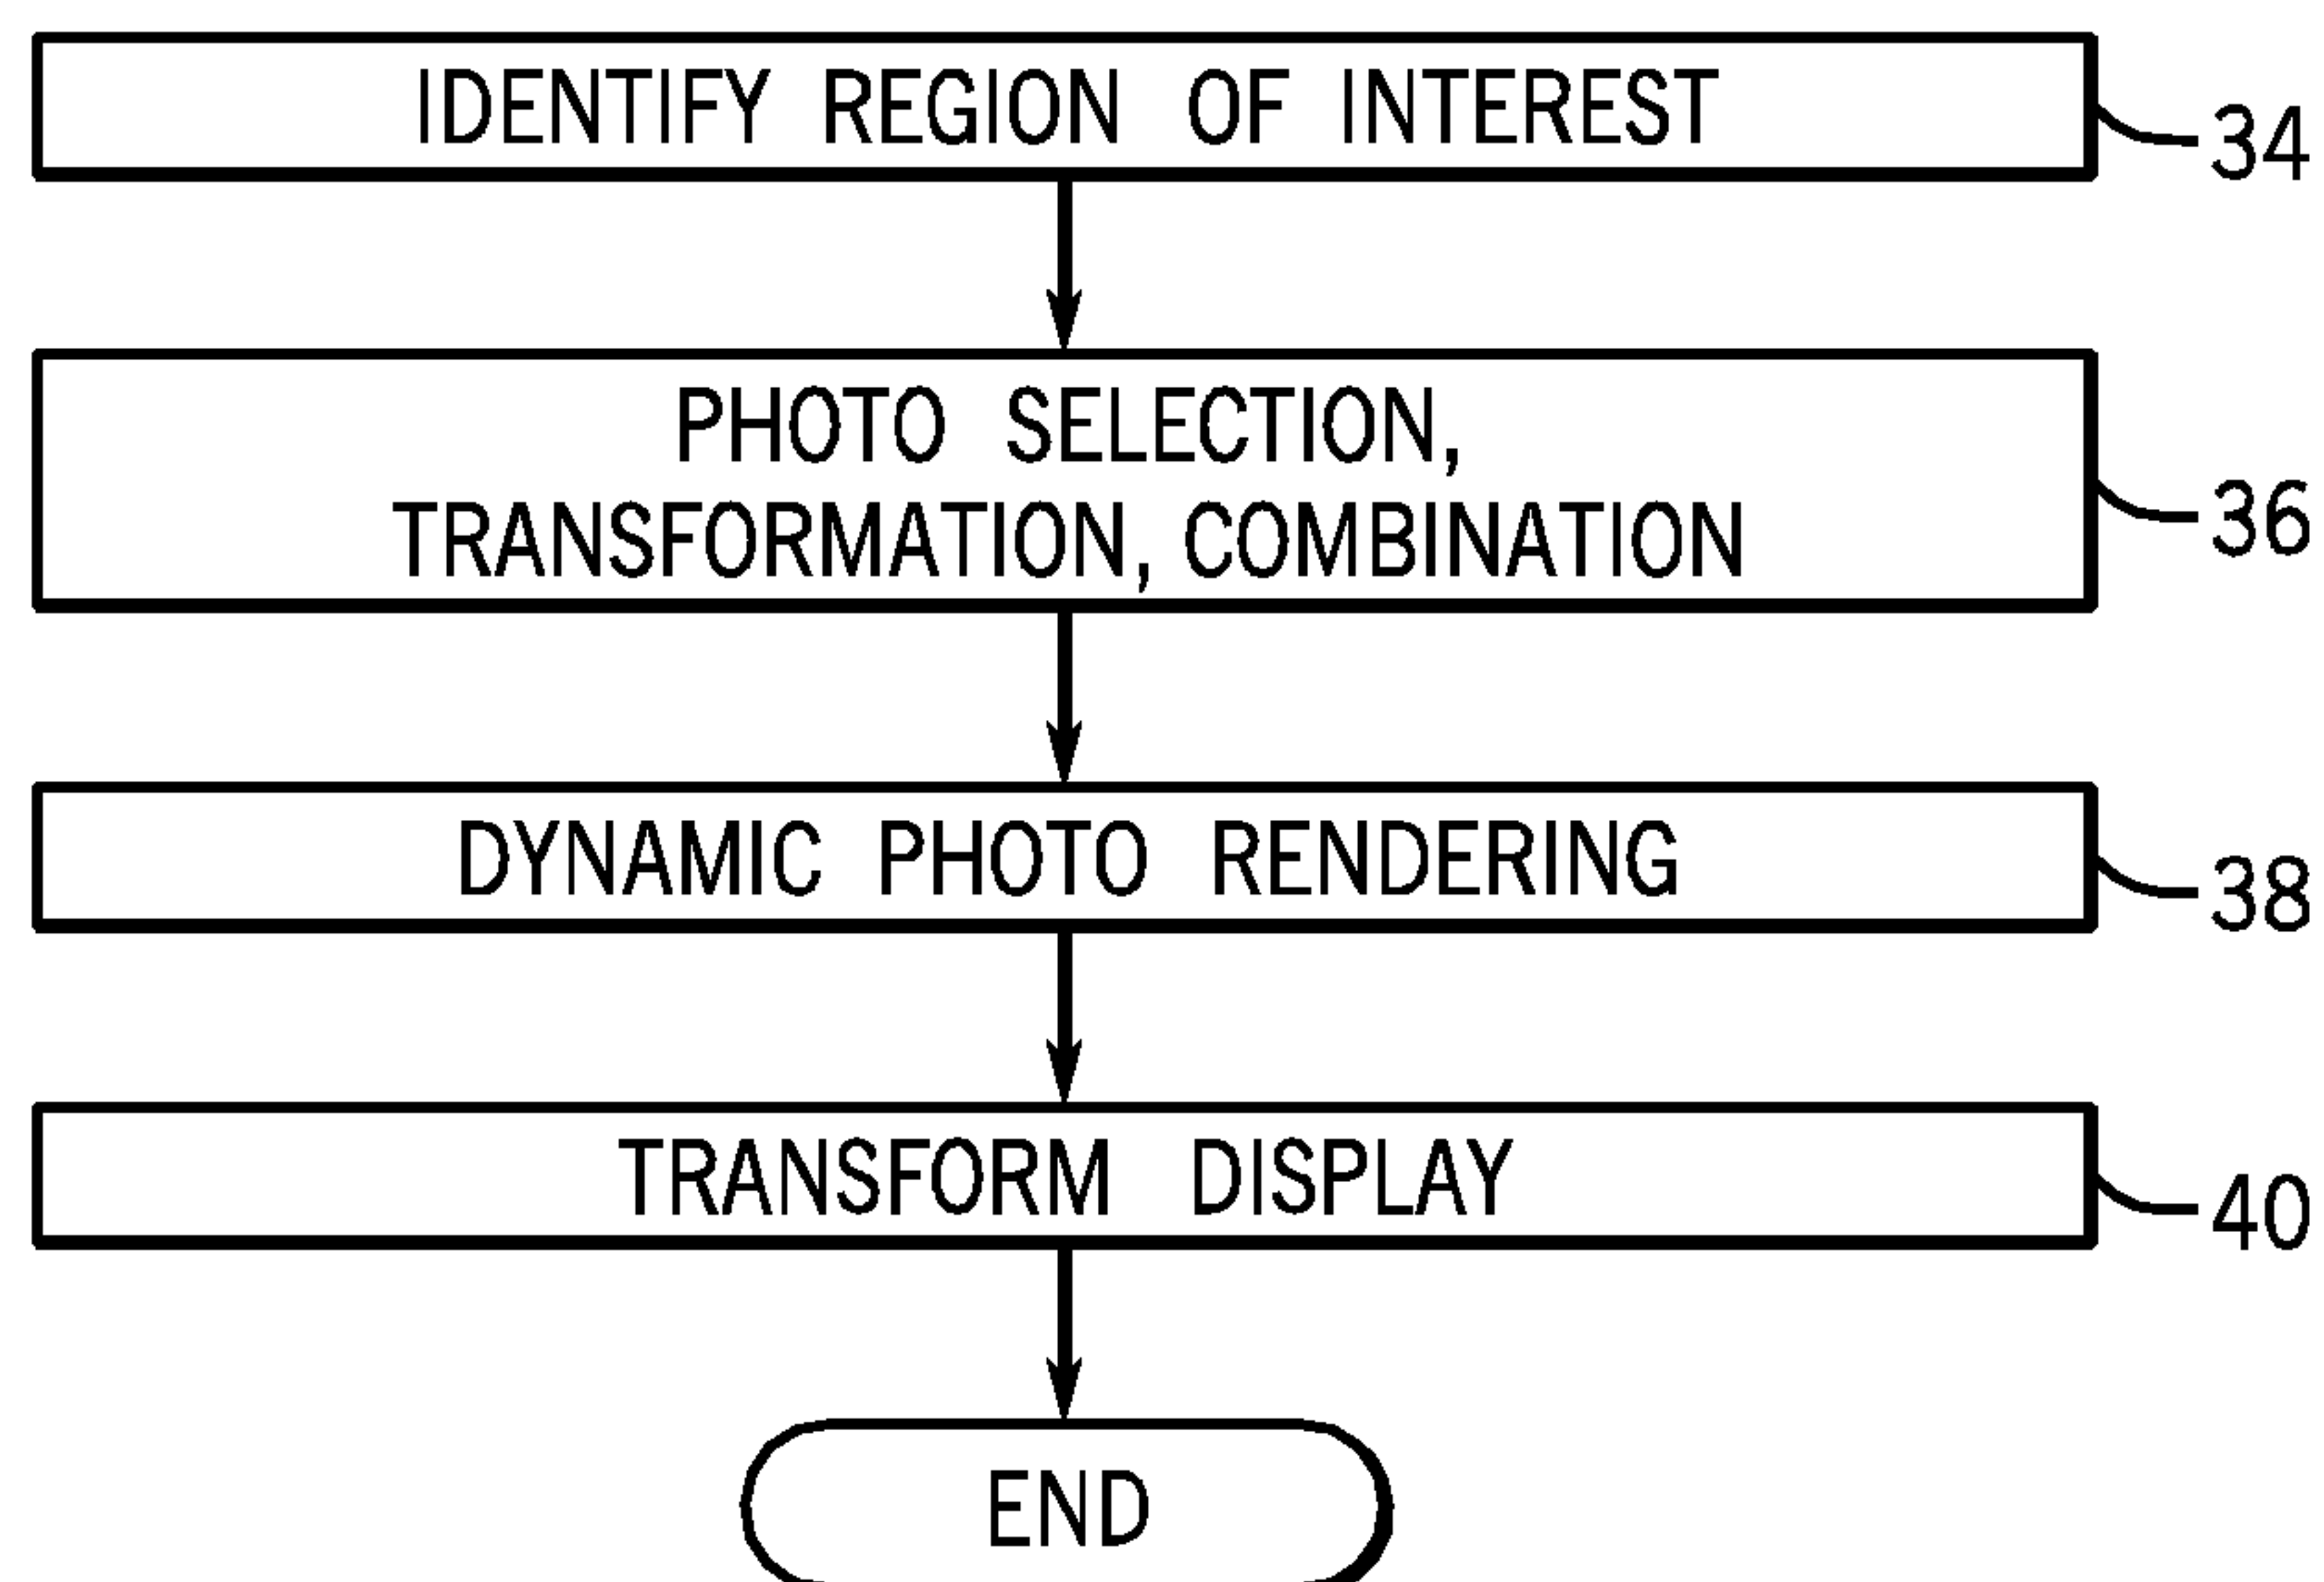 IDENTIFY REGION OF INTEREST
34
PHOTO SELECTION,
TRANSFORMATION, COMBINATION
36
DYNAMIC PHOTO RENDERING
38
TRANSFORM DISPLAY
40
END